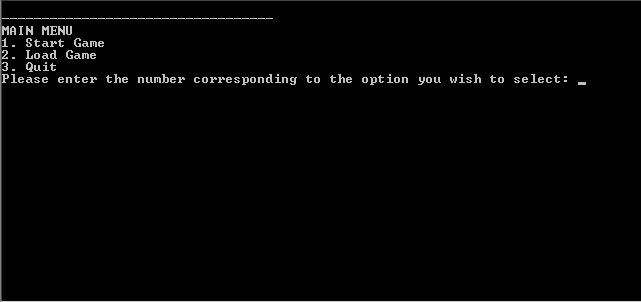 ----------------------------------
MAIN MENU
1. Start Game
2. Load Game
3. Quit
Please enter the number corresponding to the option you wish to select: _